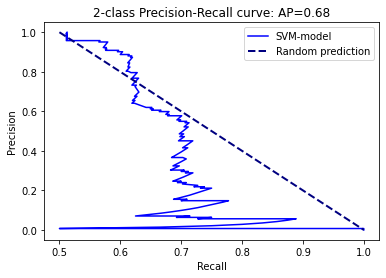 2-class Precision-Recall curve: AP=0.68
SVM-model
Random prediction
Precision
1.0
0.8
0.6
0.4
0.2
0.0
0.5
0.6
0.7
0.8
0.9
1.0
Recall